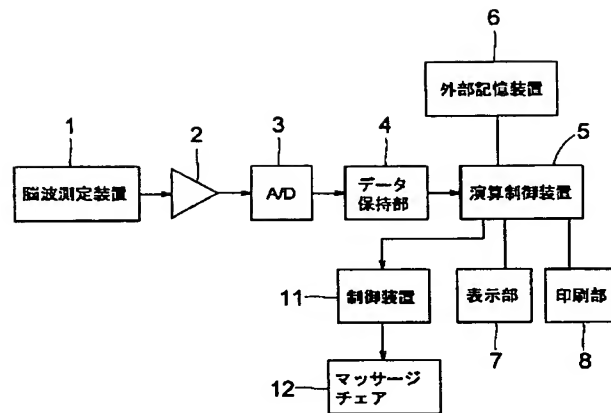 6
外部記憶装置
1
2
3
4
5
脳波測定装置
A/D
データ
保持部
演算制御装置
11
制御装置
表示部
印刷部
7
8
12
マッサージ
チェア